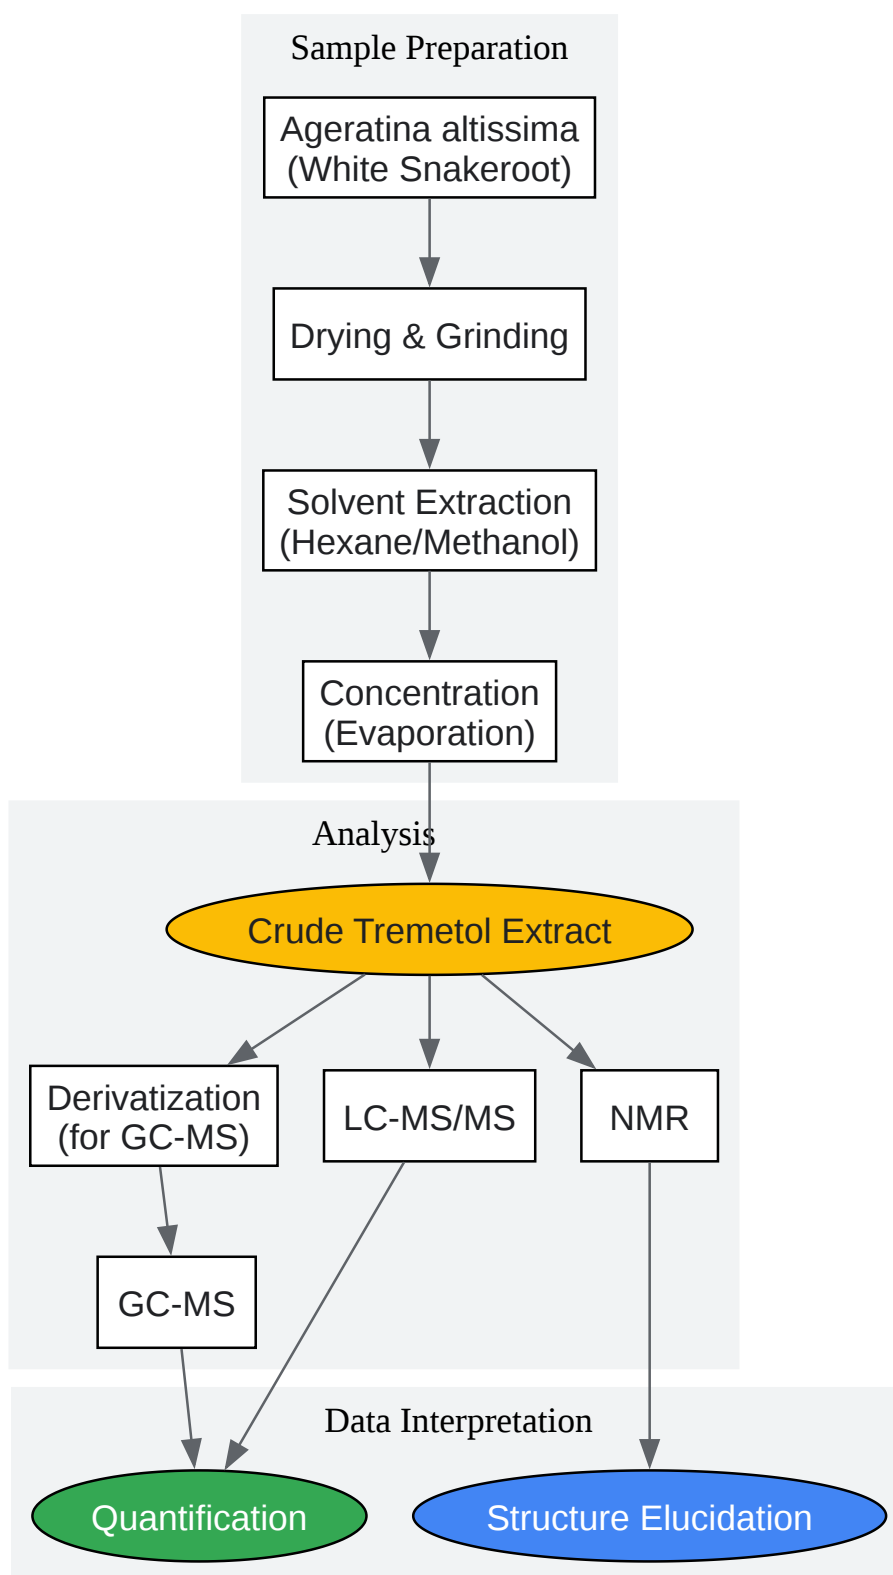 Sample Preparation
Ageratina altissima
(White Snakeroot)
Drying & Grinding
Solvent Extraction
(Hexane/Methanol)
Concentration
(Evaporation)
Analysis
Crude Tremetol Extract
Derivatization
(for GC-MS)
LC-MS/MS
NMR
GC-MS
Data Interpretation
Quantification
Structure Elucidation